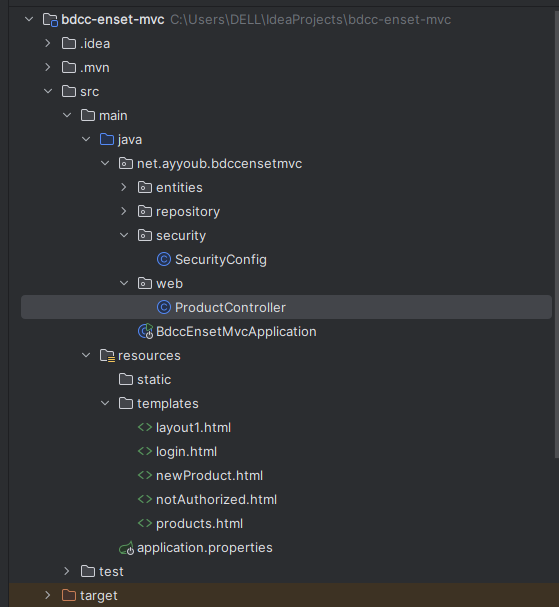 bdcc-enset-mvc C:\Users\DELL\IdeaProjects\bdcc-enset-mvc
.idea
.mvn
src
main
java
net.ayyoub.bdccensetmvc
entities
repository
security
SecurityConfig
web
ProductController
BdccEnsetMvcApplication
resources
static
templates
layout1.html
login.html
newProduct.html
notAuthorized.html
products.html
application.properties
test
target